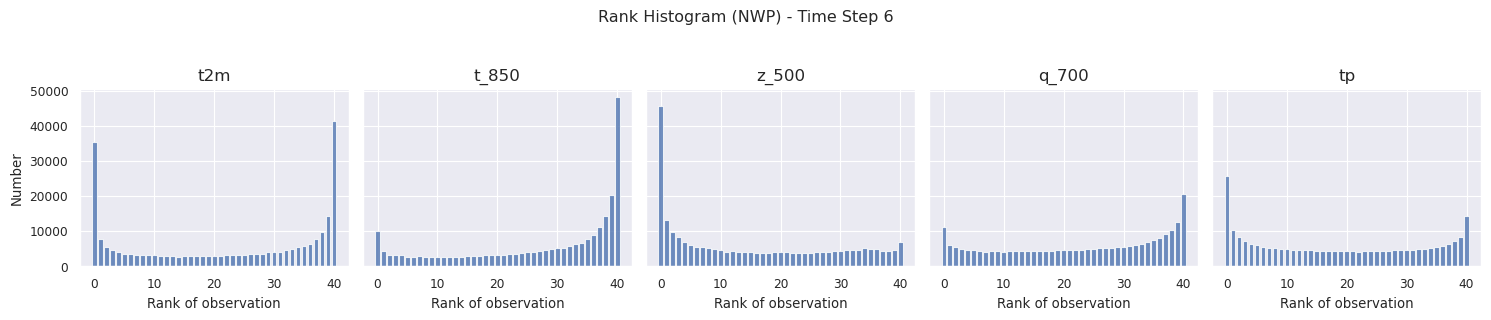 Rank Histogram (NWP) - Time Step 6
t2m
t_850
z_500
q_700
tp
50000
40000
30000
20000
10000
0
Number
0 10 20 30 40
0 10 20 30 40
0 10 20 30 40
0 10 20 30 40
0 10 20 30 40
Rank of observation
Rank of observation
Rank of observation
Rank of observation
Rank of observation